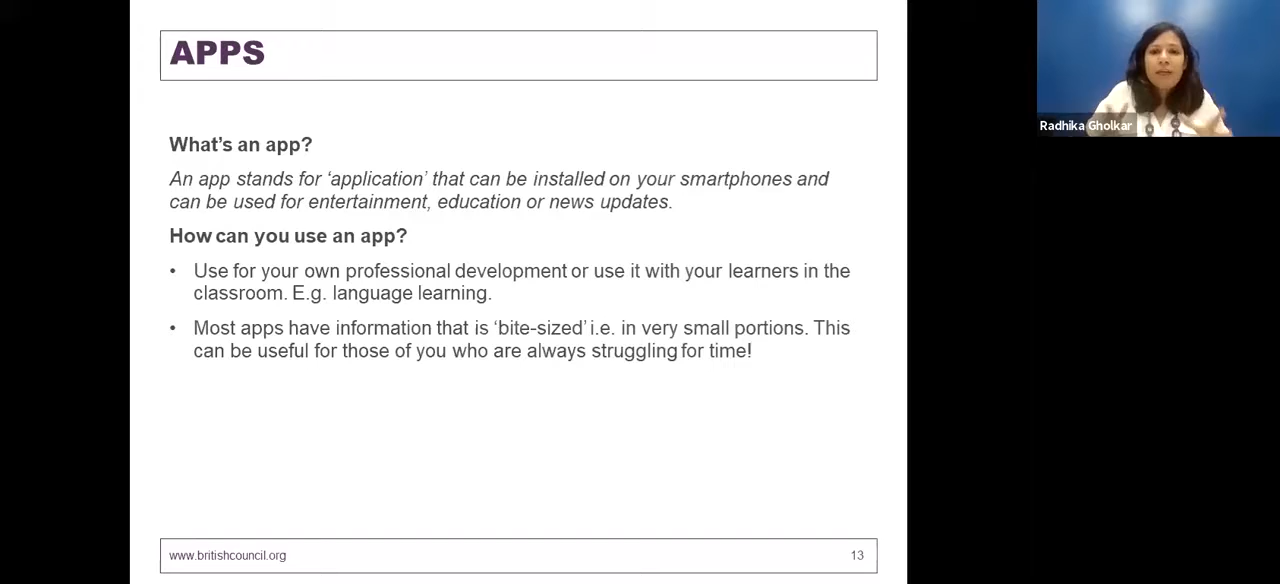 APPS
Radhika Gholkar
What's an app?
An app stands for ‘application’ that can be installed on your smartphones and
can be used for entertainment, education or news updates.
How can you use an app?
• Use for your own professional development or use it with your learners in the
classroom. E.g. language learning.
• Most apps have information that is ‘bite-sized’ i.e. in very small portions. This
can be useful for those of you who are always struggling for time!
www.britishcouncil.org
13